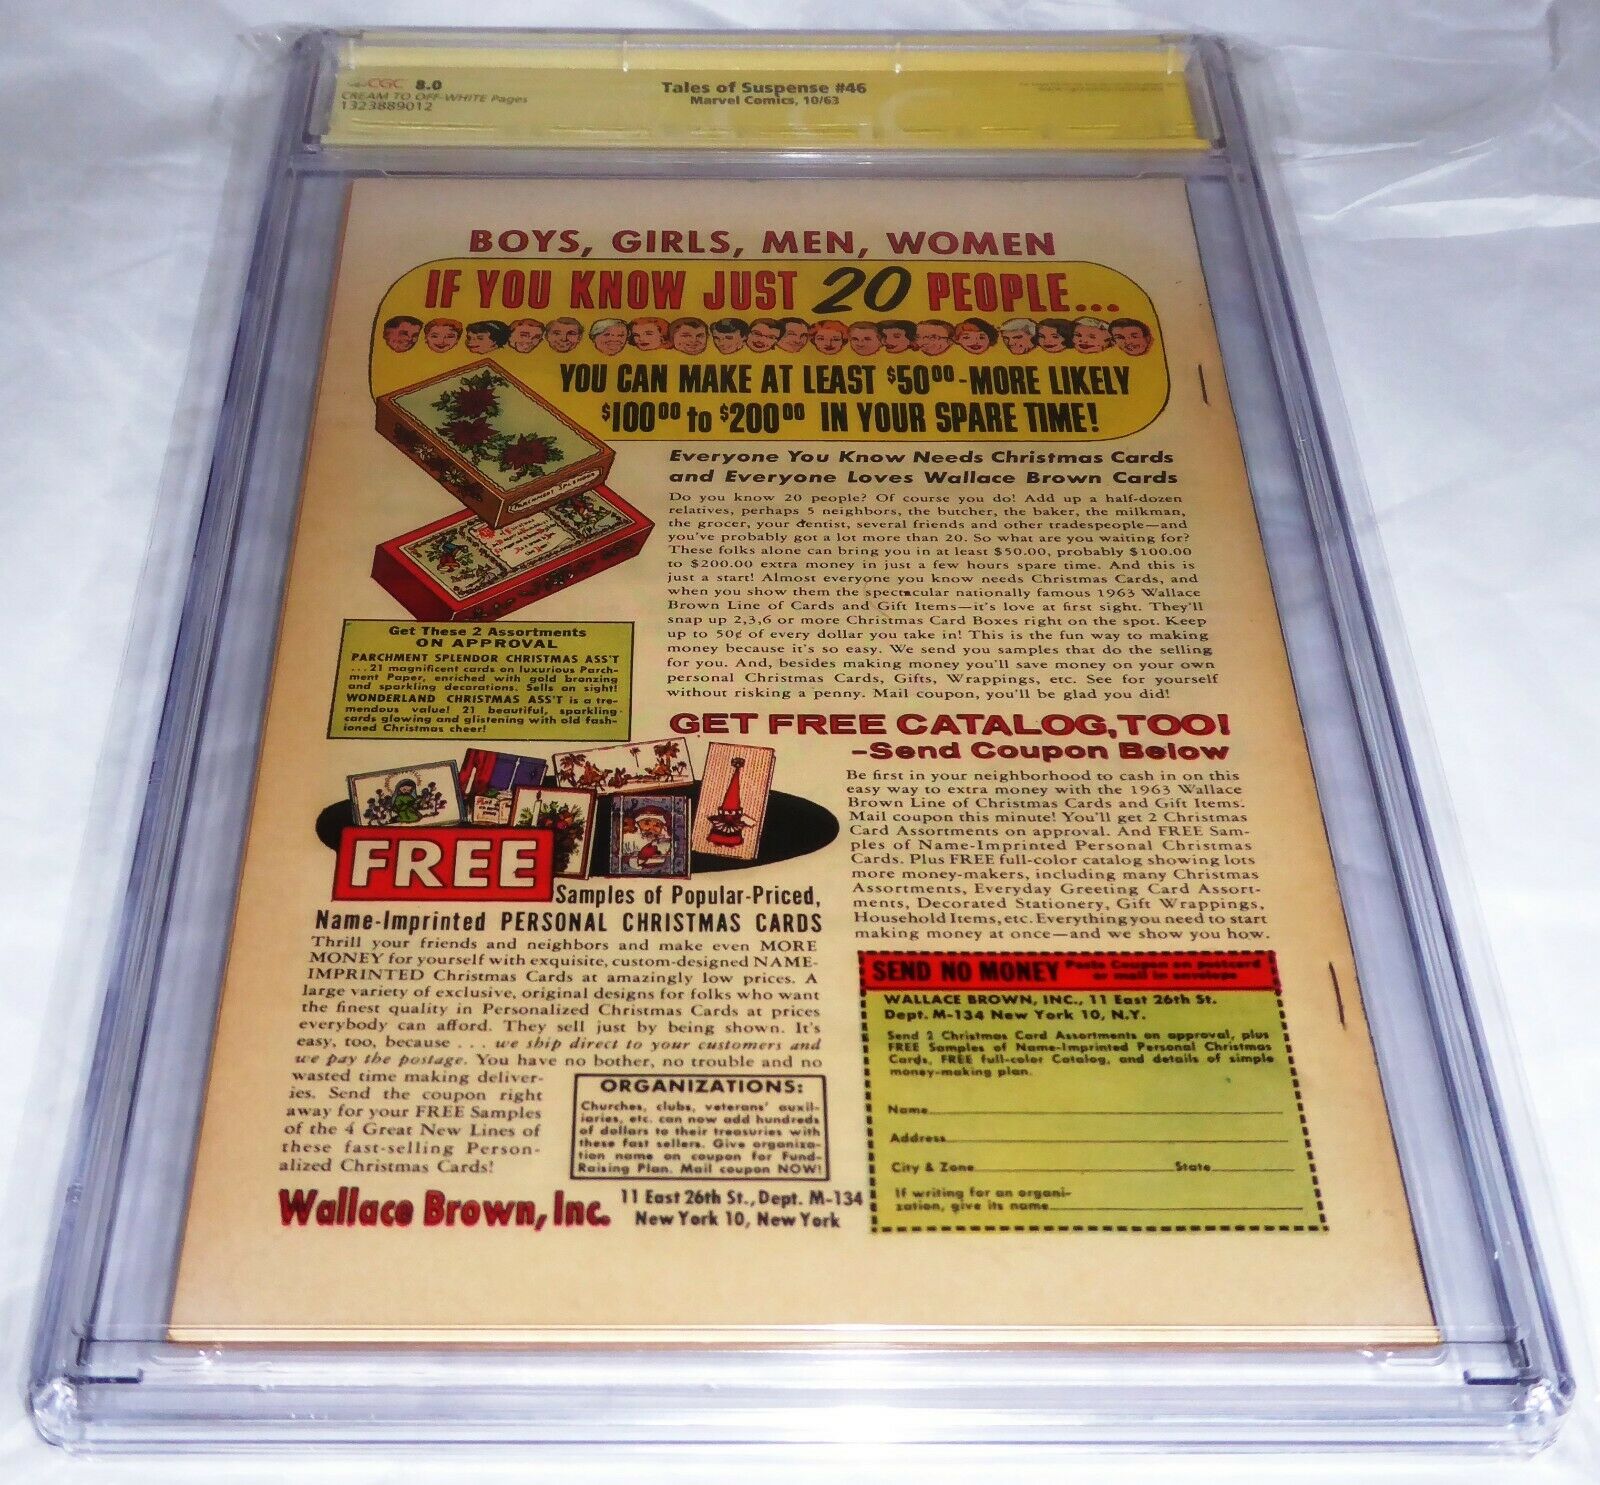 CGC 8.0
CREAM TO OFF-WHITE Pages
1323889012
Tales of Suspense #46
Marvel Comics, 10/63
BOYS, GIRLS, MEN, WOMEN
IF YOU KNOW JUST 20 PEOPLE...
YOU CAN MAKE AT LEAST $5000-MORE LIKELY
$10000 to $20000 IN YOUR SPARE TIME!
PARCHMENT SPLENDOR
Everyone You Know Needs Christmas Cards
and Everyone Loves Wallace Brown Cards
Do you know 20 people? Of course you do! Add up a half-dozen
relatives, perhaps 5 neighbors, the butcher, the baker, the milkman,
the grocer, your dentist, several friends and other tradespeople—and
you've probably got a lot more than 20. So what are you waiting for?
These folks alone can bring you in at least $50.00, probably $100.00
to $200.00 extra money in just a few hours spare time. And this is
just a start! Almost everyone you know needs Christmas Cards, and
when you show them the spectacular nationally famous 1963 Wallace
Brown Line of Cards and Gift Items—it's love at first sight. They'll
snap up 2,3,6 or more Christmas Card Boxes right on the spot. Keep
up to 50¢ of every dollar you take in! This is the fun way to making
money because it's so easy. We send you samples that do the selling
for you. And, besides making money you'll save money on your own
personal Christmas Cards, Gifts, Wrappings, etc. See for yourself
without risking a penny. Mail coupon, you'll be glad you did!
Get These 2 Assortments
ON APPROVAL
PARCHMENT SPLENDOR CHRISTMAS ASS'T
...21 magnificent cards on luxurious Parch-
ment Paper, enriched with gold bronzing
and sparkling decorations. Sells on sight!
WONDERLAND CHRISTMAS ASS'T is a tre-
mendous value! 21 beautiful, sparkling
cards glowing and glistening with old fash-
ioned Christmas cheer!
GET FREE CATALOG, TOO!
-Send Coupon Below
Be first in your neighborhood to cash in on this
easy way to extra money with the 1963 Wallace
Brown Line of Christmas Cards and Gift Items.
Mail coupon this minute! You'll get 2 Christmas
Card Assortments on approval. And FREE Sam-
ples of Name-Imprinted Personal Christmas
Cards. Plus FREE full-color catalog showing lots
more money-makers, including many Christmas
Assortments, Everyday Greeting Card Assort-
ments, Decorated Stationery, Gift Wrappings,
Household Items, etc. Everything you need to start
making money at once—and we show you how.
FREE
Samples of Popular-Priced,
Name-Imprinted PERSONAL CHRISTMAS CARDS
Thrill your friends and neighbors and make even MORE
MONEY for yourself with exquisite, custom-designed NAME-
IMPRINTED Christmas Cards at amazingly low prices. A
large variety of exclusive, original designs for folks who want
the finest quality in Personalized Christmas Cards at prices
everybody can afford. They sell just by being shown. It's
easy, too, because ... we ship direct to your customers and
we pay the postage. You have no bother, no trouble and no
wasted time making deliver-
ies. Send the coupon right
away for your FREE Samples
of the 4 Great New Lines of
these fast-selling Person-
alized Christmas Cards!
ORGANIZATIONS:
Churches, clubs, veterans' auxil-
iaries, etc. can now add hundreds
of dollars to their treasuries with
these fast sellers. Give organiza-
tion name on coupon for Fund-
Raising Plan. Mail coupon NOW!
Wallace Brown, Inc.
11 East 26th St., Dept. M-134
New York 10, New York
SEND NO MONEY Paste Coupon on postcard
or mail in envelope
WALLACE BROWN, INC., 11 East 26th St.
Dept. M-134 New York 10, N.Y.
Send 2 Christmas Card Assortments on approval, plus
FREE Samples of Name-Imprinted Personal Christmas
Cards, FREE full-color Catalog, and details of simple
money-making plan.
Name
Address
City & Zone State
If writing for an organi-
zation, give its name